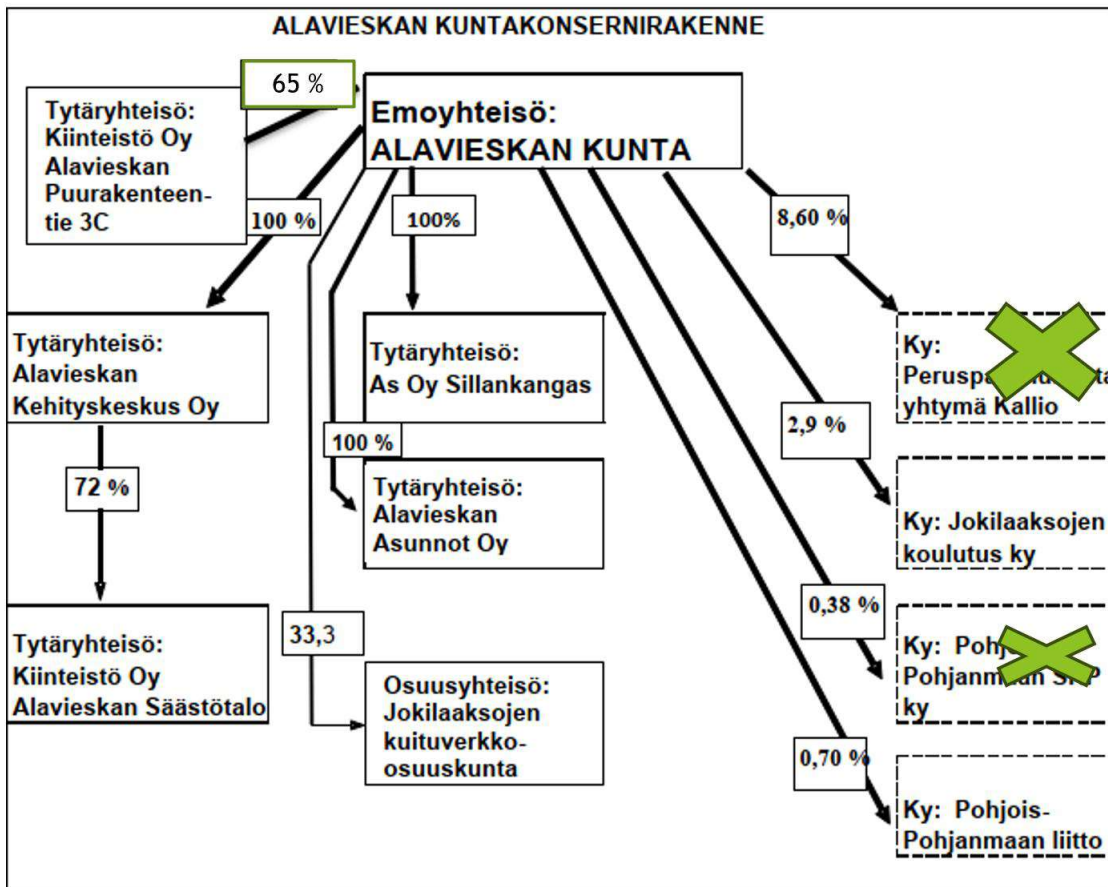 ALAVIESKAN KUNTAKONSERNIRAKENNE
65 %
Tytäryhteisö:
Kiinteistö Oy
Alavieskan
Puurakenteen-
tie 3C
Emoyhteisö:
ALAVIESKAN KUNTA
100 %
100%
8,60 %
Tytäryhteisö:
Alavieskan
Kehityskeskus Oy
Tytäryhteisö:
As Oy Sillankangas
Ky:
yhtymä Kallio
2,9 %
100 %
72 %
Tytäryhteisö:
Alavieskan
Asunnot Oy
Ky: Jokilaaksojen
koulutus ky
0,38 %
Tytäryhteisö:
Kiinteistö Oy
Alavieskan Säästötalo
33,3
Osuusyhteisö:
Jokilaaksojen
kuituverkko-
osuuskunta
Ky:
Pohjanmaan
ky
0,70 %
Ky: Pohjois-
Pohjanmaan liitto